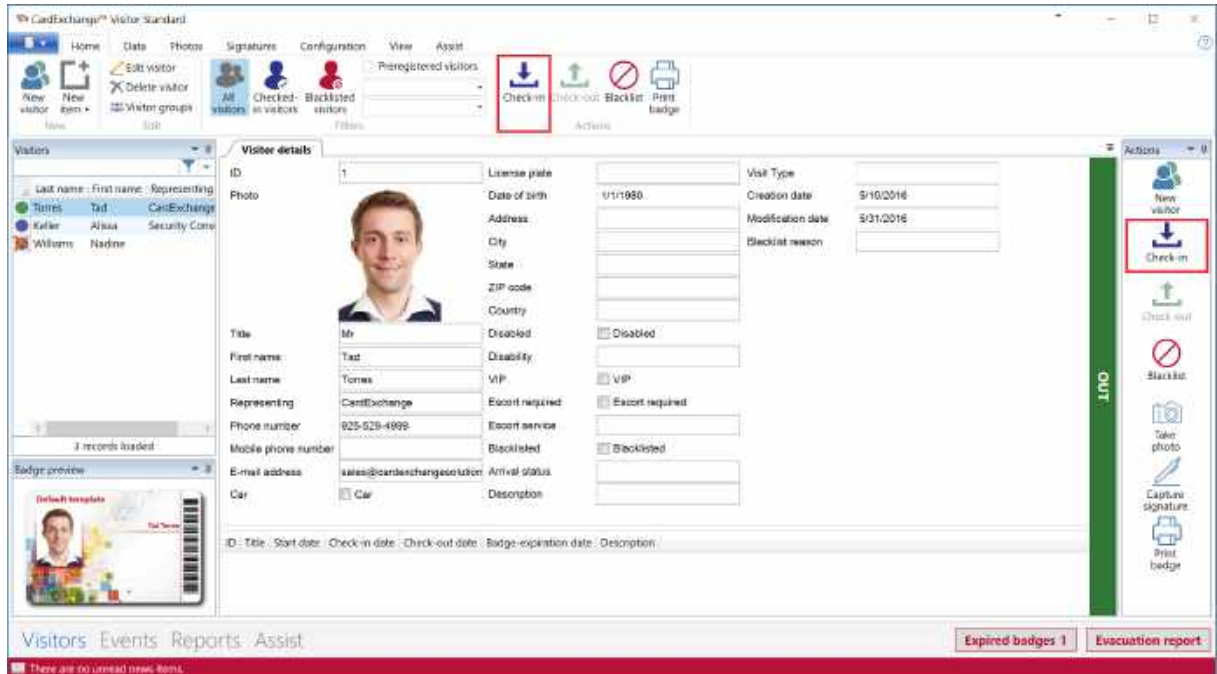 CardExchange™ Visitor Standard
Home Data Photos Signatures Configuration View Assist
New visitor
New item
Edit visitor
Delete visitor
Visitor groups
All visitors
Checked-in visitors
Blacklisted visitors
Preregistered visitors
Check-in
Check-out
Blacklist
Print badge
New Edit Filters Actions
Visitors
Last name First name Representing
Torres Tad CardExchange
Keller Alissa Security
Williams Nadine
3 records loaded
Badge preview
Default template
Tad Torres
Visitor details
ID 1
Photo
Title Mr
First name Tad
Last name Torres
Representing CardExchange
Phone number 925-529-4999
Mobile phone number
E-mail address sales@cardexchangesolution
Car Car
License plate
Date of birth 1/1/1980
Address
City
State
ZIP code
Country
Disabled Disabled
Disability
VIP VIP
Escort required Escort required
Escort service
Blacklisted Blacklisted
Arrival status
Description
Visit Type
Creation date 5/10/2016
Modification date 5/31/2016
Blacklist reason
ID Title Start date Check-in date Check-out date Badge-expiration date Description
OUT
Actions
New visitor
Check-in
Check-out
Blacklist
Take photo
Capture signature
Print badge
Visitors Events Reports Assist
Expired badges 1
Evacuation report
There are no unread news items.